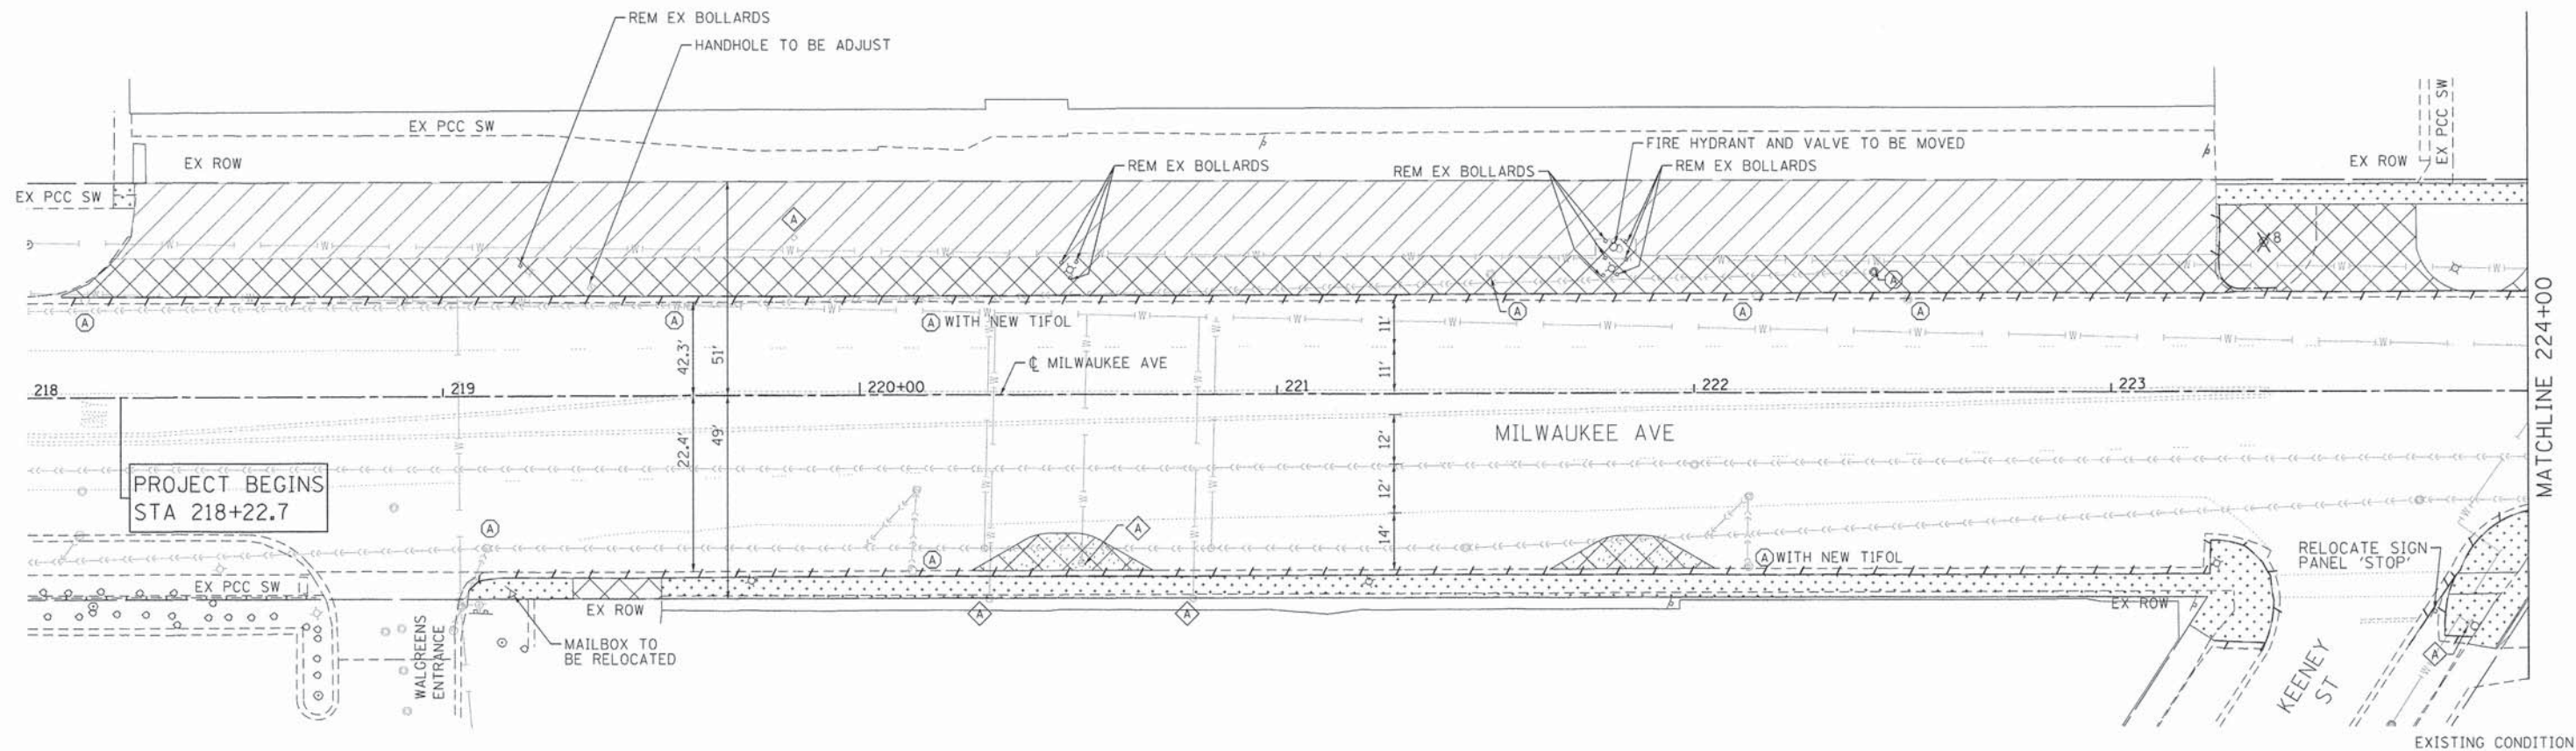 REM EX BOLLARDS
HANDHOLE TO BE ADJUST
EX PCC SW
EX ROW
EX PCC SW
REM EX BOLLARDS
REM EX BOLLARDS
FIRE HYDRANT AND VALVE TO BE MOVED
REM EX BOLLARDS
EX ROW
EX PCC SW
A
8
A
A
A WITH NEW T1FOL
A
A
A
A
42.3'
51'
11'
11'
℄ MILWAUKEE AVE
218
219
220+00
221
222
223
MATCHLINE 224+00
22.4'
49'
12'
12'
14'
MILWAUKEE AVE
PROJECT BEGINS
STA 218+22.7
A
A
A
A WITH NEW T1FOL
RELOCATE SIGN
PANEL 'STOP'
EX PCC SW
EX ROW
EX ROW
A
A
A
MAILBOX TO
BE RELOCATED
WALGREENS
ENTRANCE
KEENEY
ST
EXISTING CONDITION